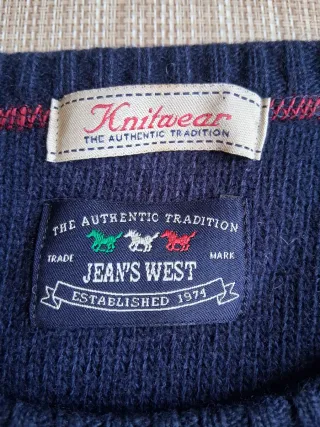 Knitwear
THE AUTHENTIC TRADITION
THE AUTHENTIC TRADITION
TRADE MARK
JEAN'S WEST
ESTABLISHED 1974